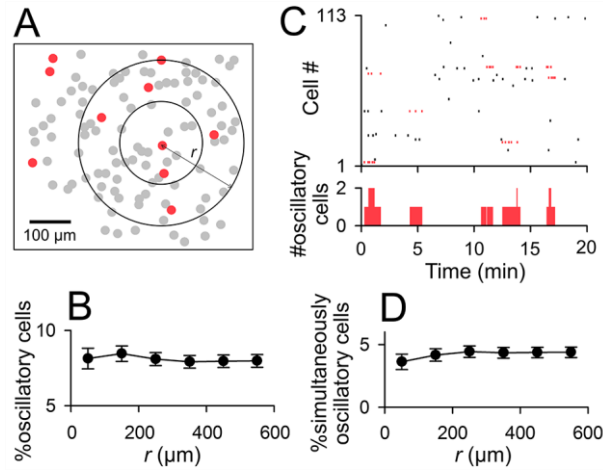 A
r
100 µm
C
113
Cell #
1
#oscillatory
cells
2
1
0
0 5 10 15 20
Time (min)
B
%oscillatory cells
10
5
0 200 400 600
r (µm)
D
%simultaneously
oscillatory cells
5
0
0 200 400 600
r (µm)